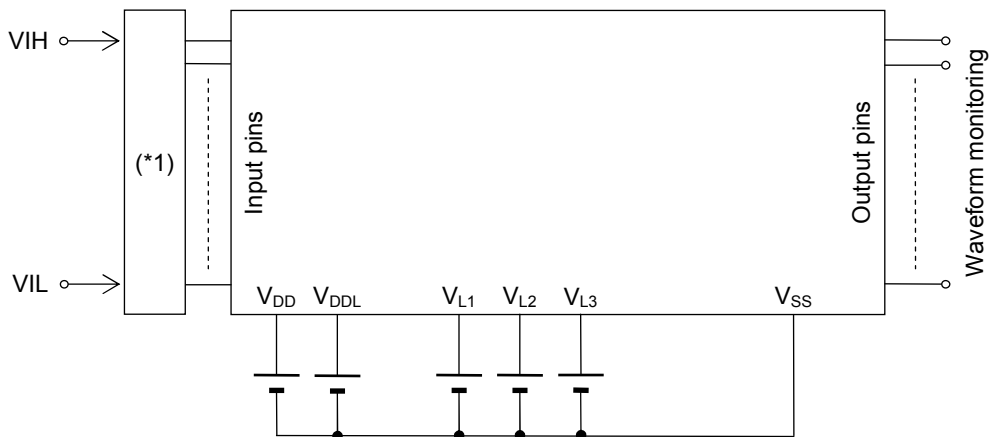 VIH
(*1)
VIL
Input pins
Output pins
Waveform monitoring
VDD
VDDL
VL1
VL2
VL3
VSS